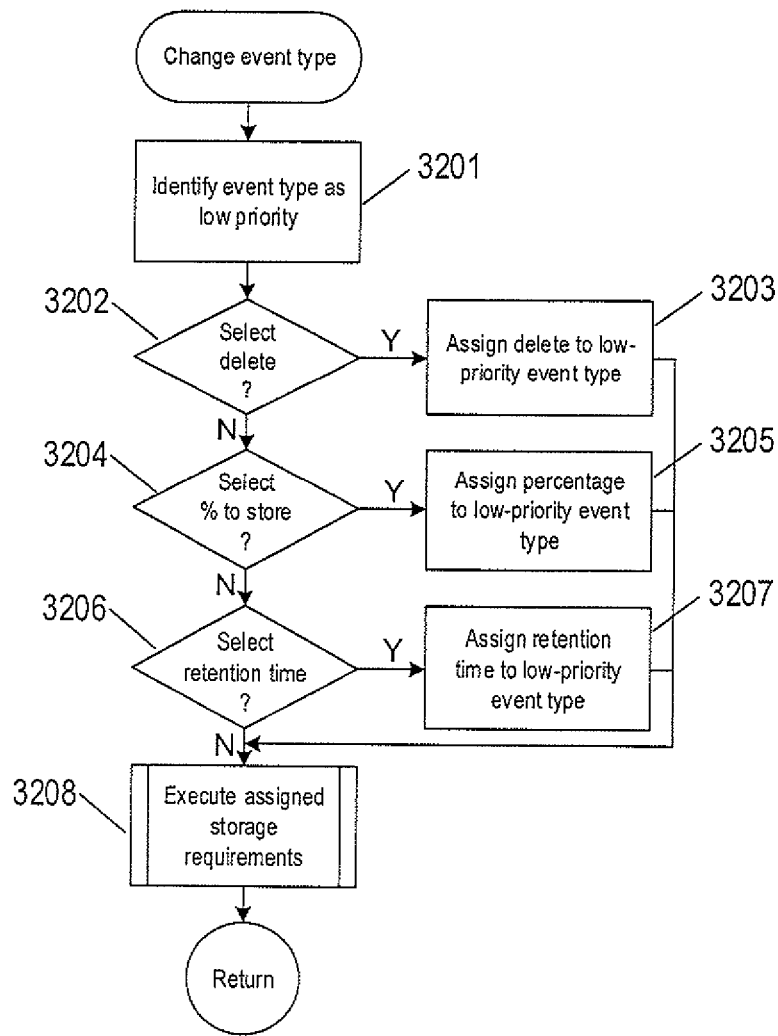 Change event type
3201
Identify event type as
low priority
3202
Select
delete
?
Y
3203
Assign delete to low-
priority event type
N
3204
Select
% to store
?
Y
3205
Assign percentage
to low-priority event
type
N
3206
Select
retention time
?
Y
3207
Assign retention
time to low-priority
event type
N
3208
Execute assigned
storage
requirements
Return